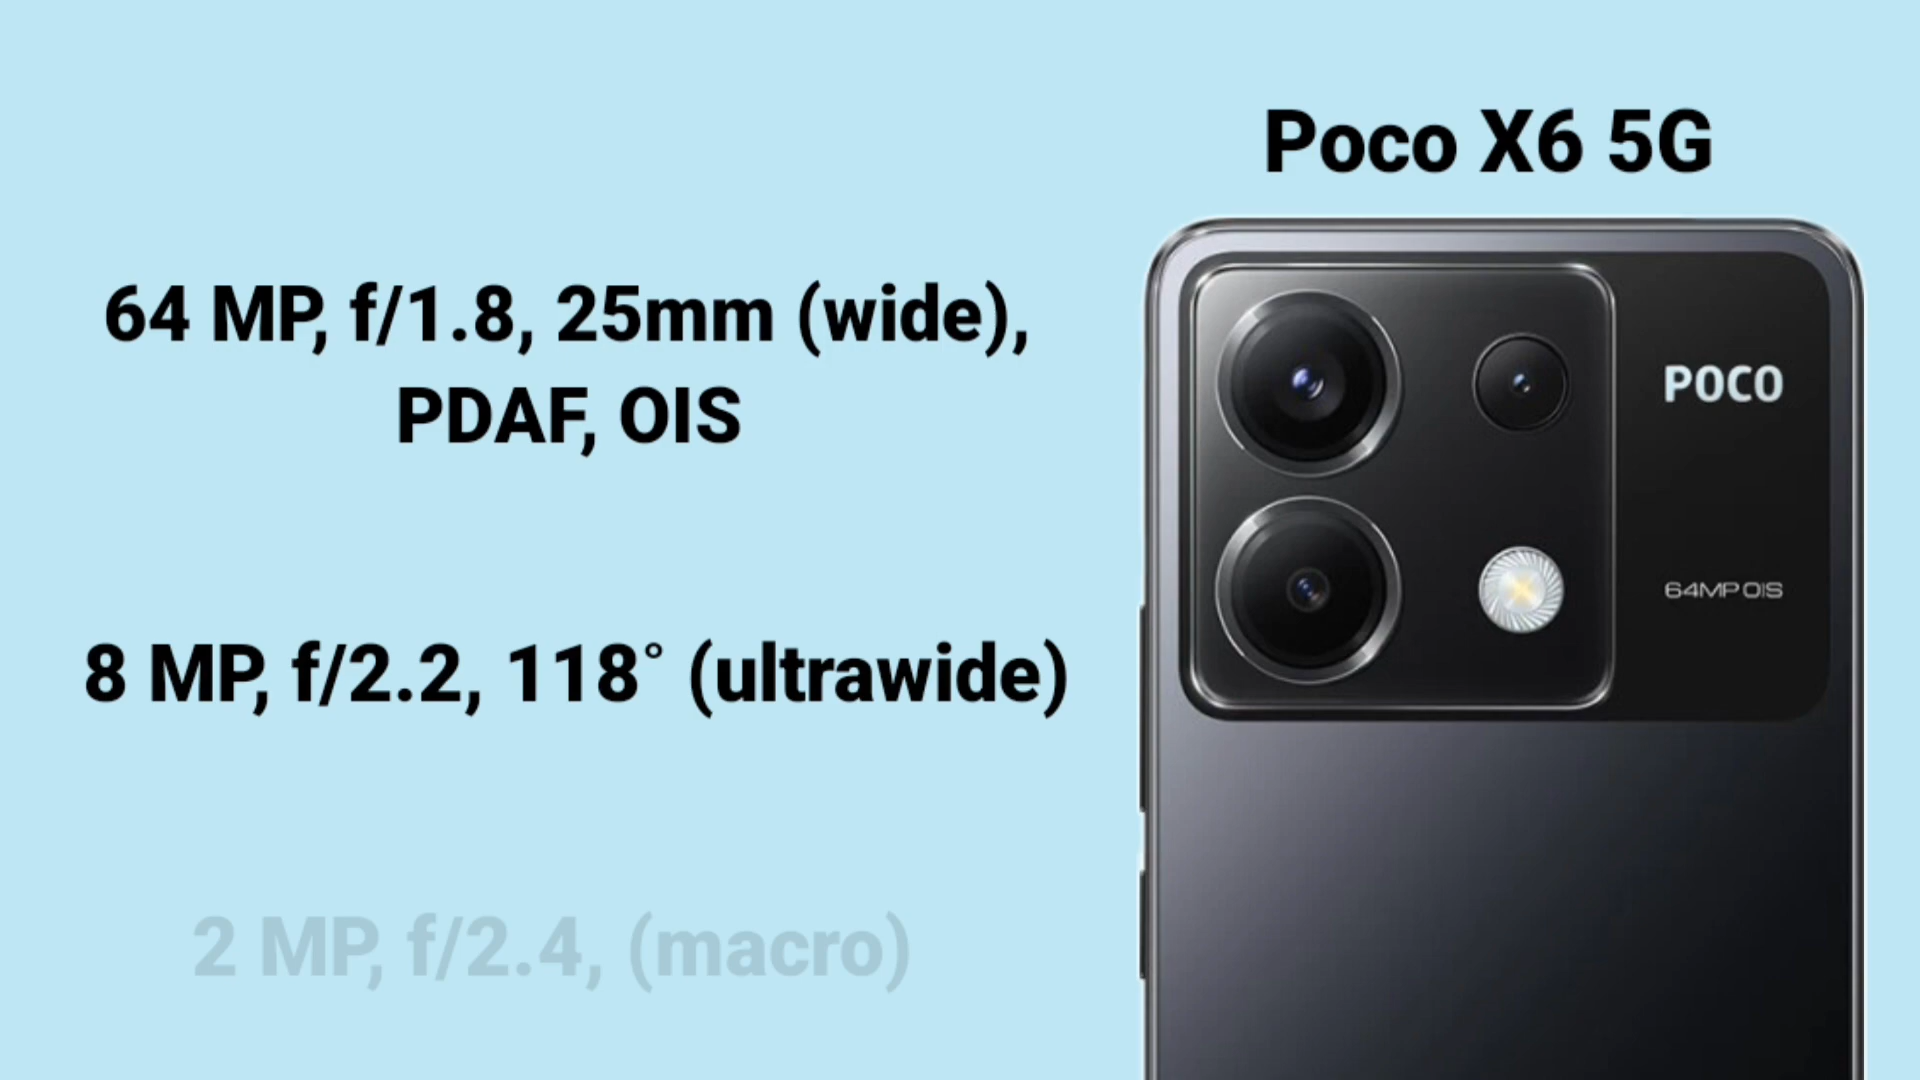 Poco X6 5G
64 MP, f/1.8, 25mm (wide),
PDAF, OIS
8 MP, f/2.2, 118° (ultrawide)
2 MP, f/2.4, (macro)
POCO
64MP OIS